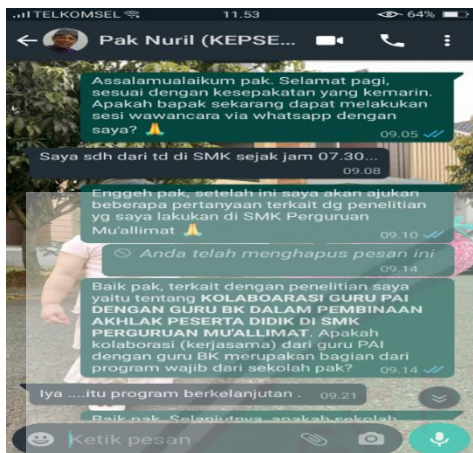 TELKOMSEL 11.53 64%
Pak Nuril (KEPSE...
Assalamualaikum pak. Selamat pagi,
sesuai dengan kesepakatan yang kemarin.
Apakah bapak sekarang dapat melakukan
sesi wawancara via whatsapp dengan
saya? 🙏
09.05
Saya sdh dari td di SMK sejak jam 07.30...
09.08
Enggeh pak, setelah ini saya akan ajukan
beberapa pertanyaan terkait dg penelitian
yg saya lakukan di SMK Perguruan
Mu'allimat 🙏
09.10
Anda telah menghapus pesan ini
09.14
Baik pak, terkait dengan penelitian saya
yaitu tentang KOLABOARASI GURU PAI
DENGAN GURU BK DALAM PEMBINAAN
AKHLAK PESERTA DIDIK DI SMK
PERGURUAN MU'ALLIMAT. Apakah
kolaborasi (kerjasama) dari guru PAI
dengan guru BK merupakan bagian dari
program wajib dari sekolah pak? 09.14
Iya ....itu program berkelanjutan . 09.21
Baik pak. Selanjutnya, apakah sekolah
Ketik pesan